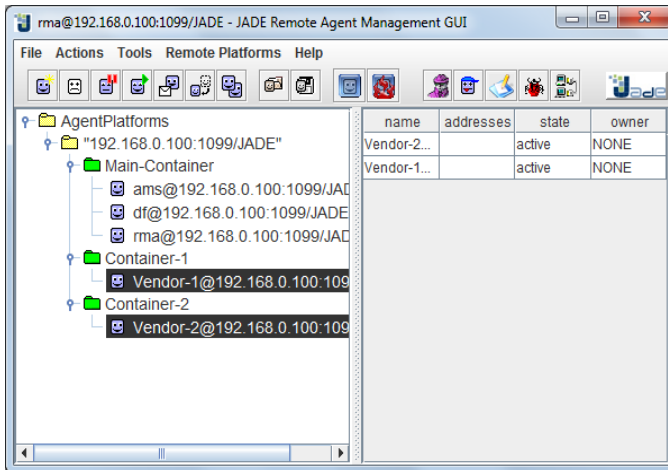 rma@192.168.0.100:1099/JADE - JADE Remote Agent Management GUI
File Actions Tools Remote Platforms Help
Jade
AgentPlatforms
"192.168.0.100:1099/JADE"
Main-Container
ams@192.168.0.100:1099/JAD
df@192.168.0.100:1099/JADE
rma@192.168.0.100:1099/JAD
Container-1
Vendor-1@192.168.0.100:109
Container-2
Vendor-2@192.168.0.100:109
name addresses state owner
Vendor-2... active NONE
Vendor-1... active NONE